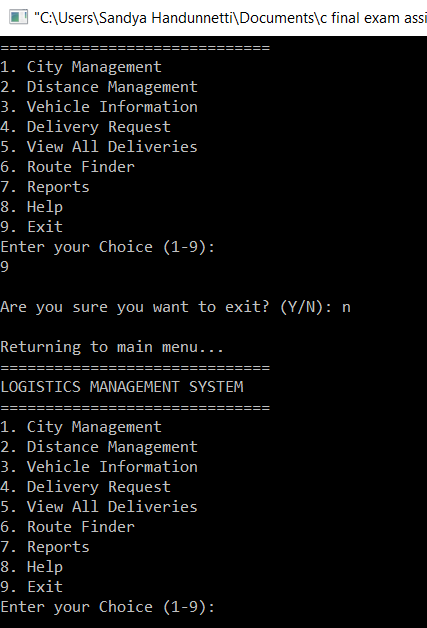 "C:\Users\Sandya Handunnetti\Documents\c final exam assi
==============================
1. City Management
2. Distance Management
3. Vehicle Information
4. Delivery Request
5. View All Deliveries
6. Route Finder
7. Reports
8. Help
9. Exit
Enter your Choice (1-9):
9
Are you sure you want to exit? (Y/N): n
Returning to main menu...
==============================
LOGISTICS MANAGEMENT SYSTEM
==============================
1. City Management
2. Distance Management
3. Vehicle Information
4. Delivery Request
5. View All Deliveries
6. Route Finder
7. Reports
8. Help
9. Exit
Enter your Choice (1-9):